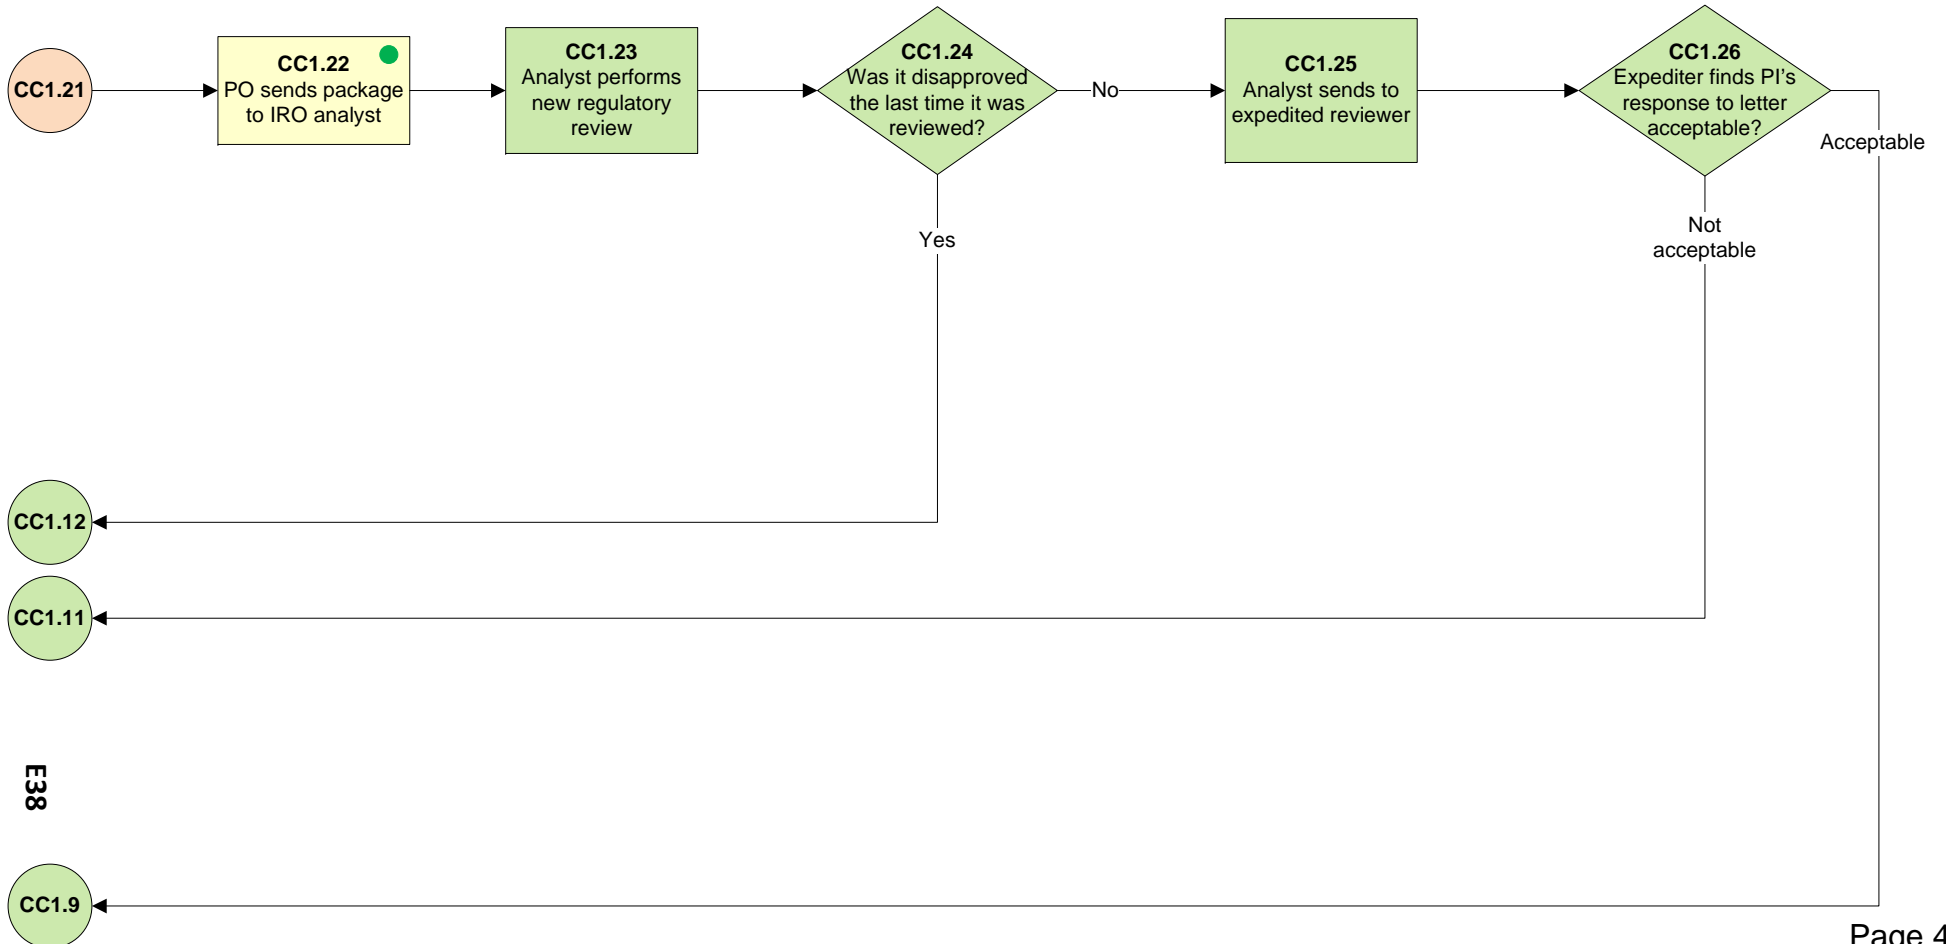 CC1.21
CC1.22
PO sends package
to IRO analyst
CC1.23
Analyst performs
new regulatory
review
CC1.24
Was it disapproved
the last time it was
reviewed?
No
CC1.25
Analyst sends to
expedited reviewer
CC1.26
Expediter finds PI's
response to letter
acceptable?
Acceptable
Yes
Not
acceptable
CC1.12
CC1.11
E38
CC1.9
Page 4